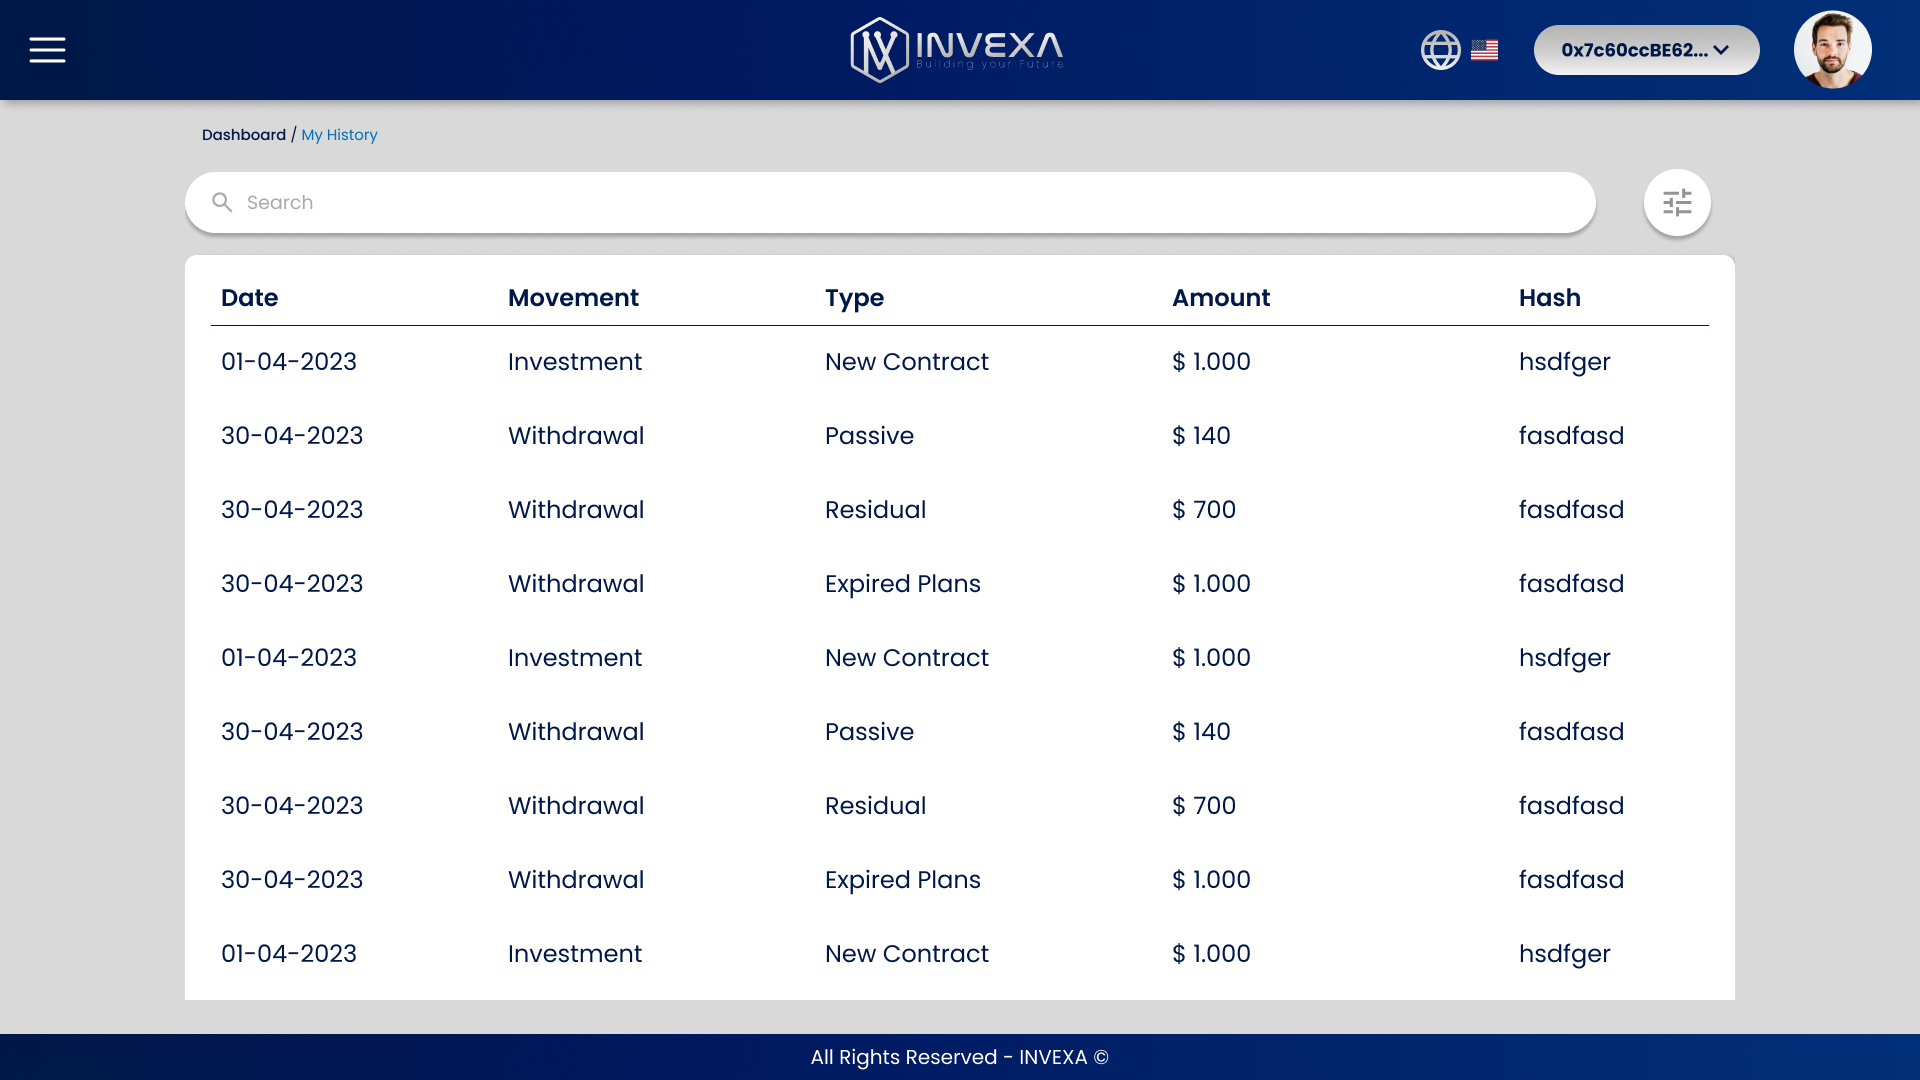 INVEXA
Building your Future
0x7c60ccBE62...
Dashboard / My History
Search
Date Movement Type Amount Hash
01-04-2023 Investment New Contract $ 1.000 hsdfger
30-04-2023 Withdrawal Passive $ 140 fasdfasd
30-04-2023 Withdrawal Residual $ 700 fasdfasd
30-04-2023 Withdrawal Expired Plans $ 1.000 fasdfasd
01-04-2023 Investment New Contract $ 1.000 hsdfger
30-04-2023 Withdrawal Passive $ 140 fasdfasd
30-04-2023 Withdrawal Residual $ 700 fasdfasd
30-04-2023 Withdrawal Expired Plans $ 1.000 fasdfasd
01-04-2023 Investment New Contract $ 1.000 hsdfger
All Rights Reserved - INVEXA ©